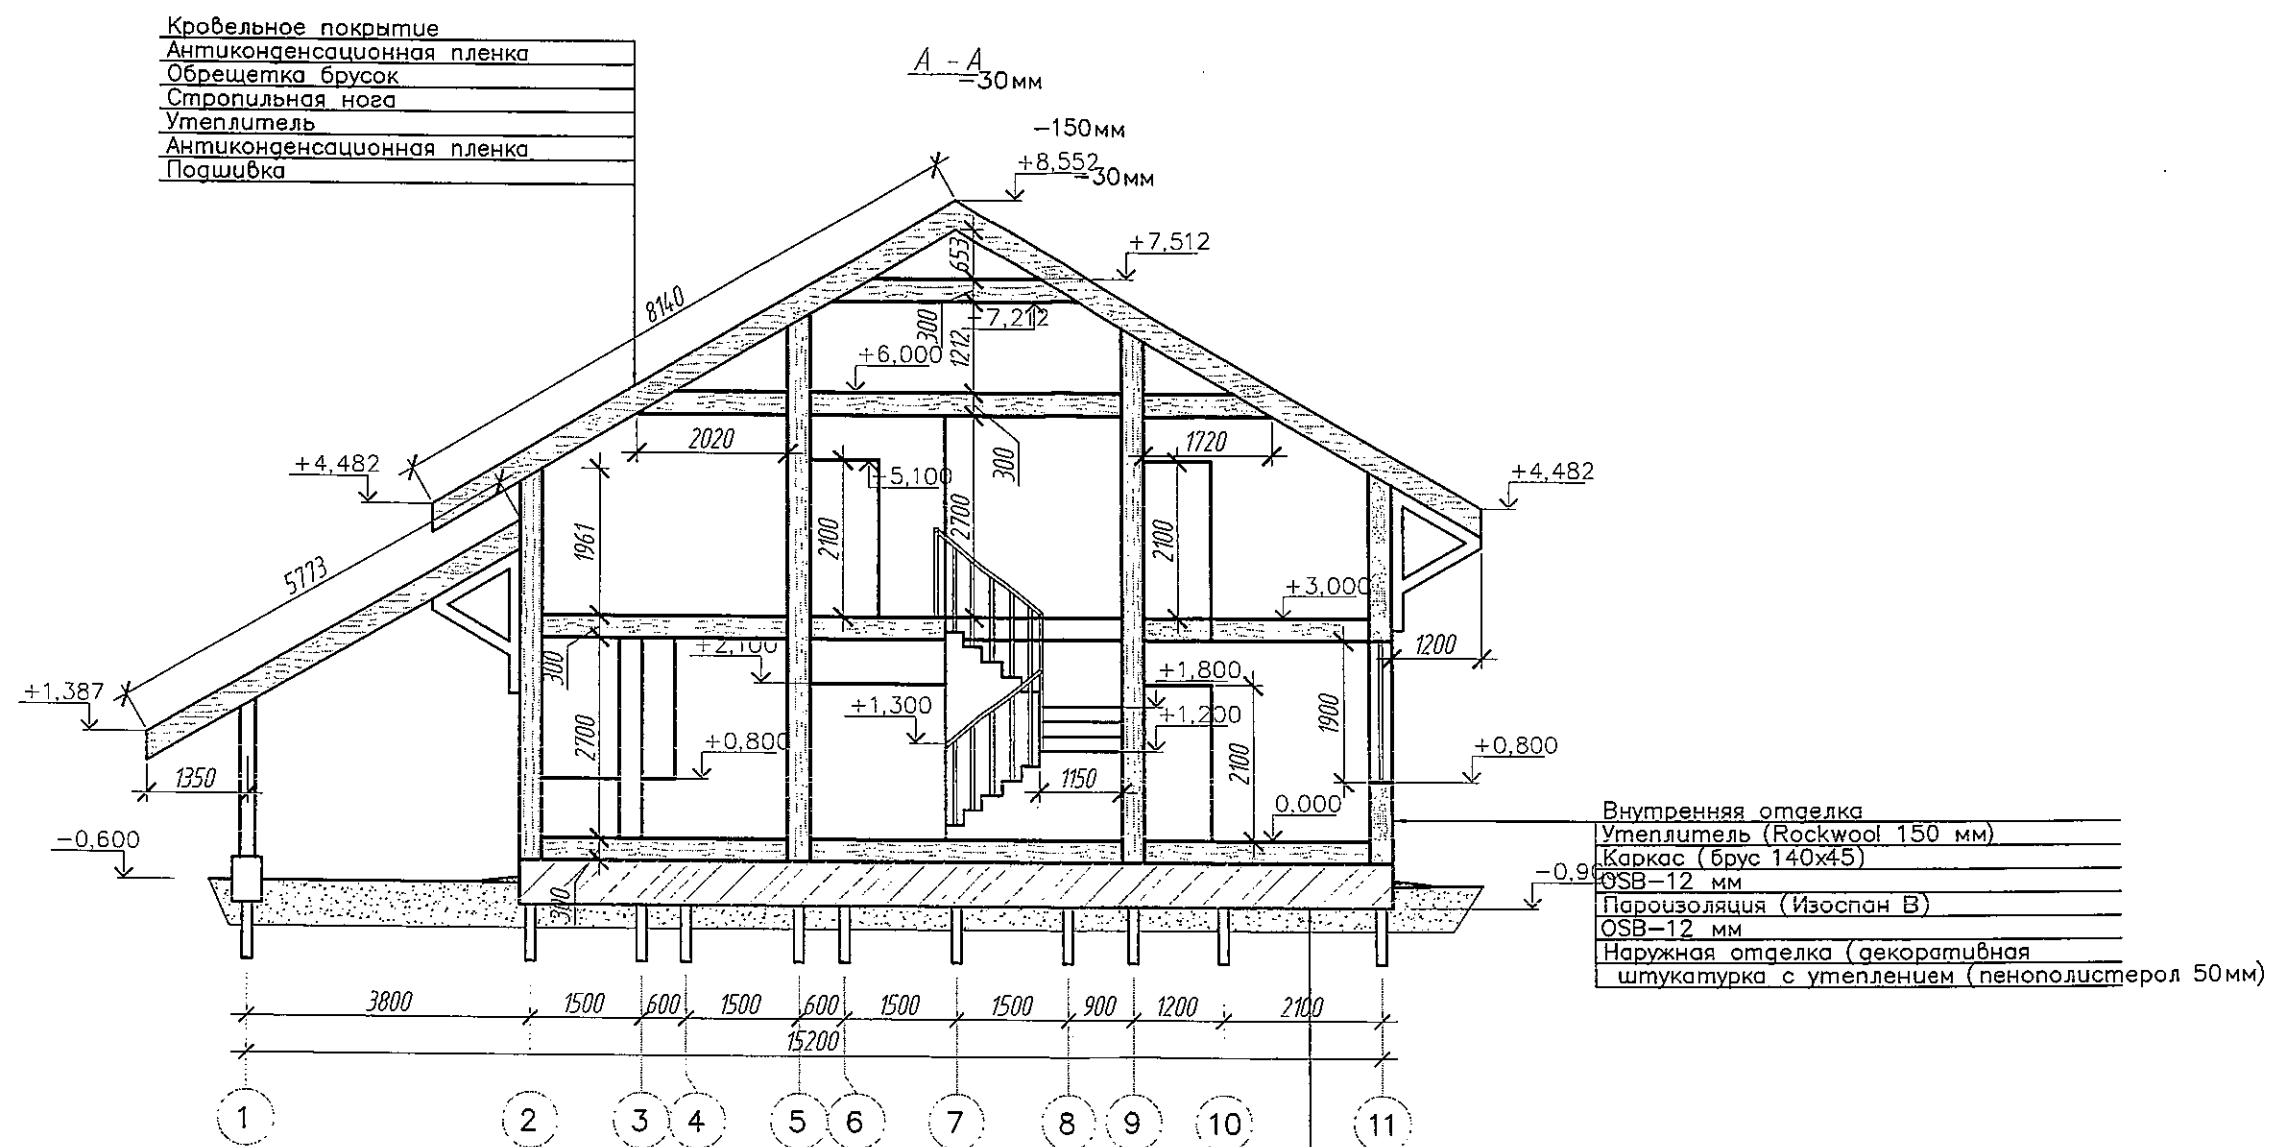 Кровельное покрытие
Антиконденсационная пленка
Обрещетка брусок
Стропильная нога
Утеплитель
Антиконденсационная пленка
Подшивка
А - А
-30мм
-150мм
+8,552
-30мм
+7,512
653
8140
300
+7,212
1212
+6,000
2020
1720
300
+4,482
+5,100
+4,482
2700
2100
2100
1961
5773
+3,000
1200
300
+2,100
+1,800
+1,387
+1,300
+1,200
1900
2700
+0,800
2100
+0,800
1350
1150
0,000
-0,600
300
-0,900
Внутренняя отделка
Утеплитель (Rockwool 150 мм)
Каркас (брус 140х45)
OSB-12 мм
Пароизоляция (Изоспан В)
OSB-12 мм
Наружная отделка (декоративная
штукатурка с утеплением (пенополистерол 50мм)
3800 1500 600 1500 600 1500 1500 900 1200 2100
15200
1 2 3 4 5 6 7 8 9 10 11